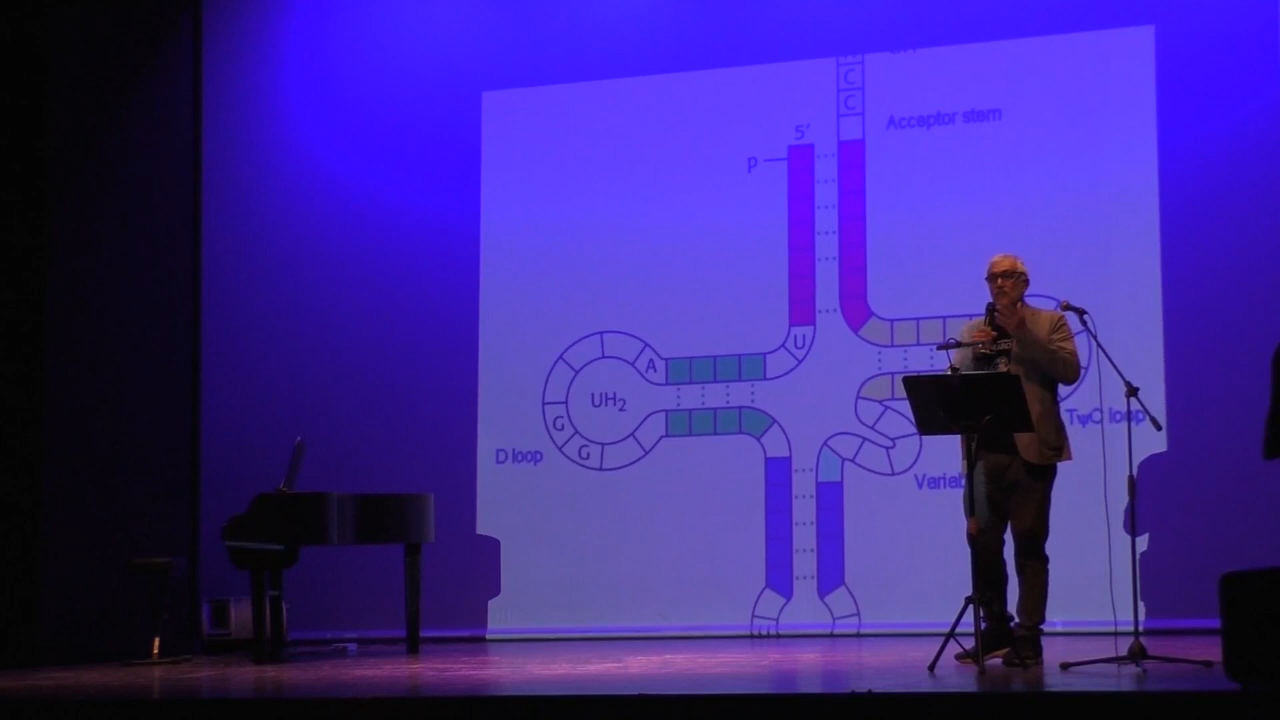 C
C
Acceptor stem
5′
p
U
A
UH₂
G
G
D loop
TψC loop